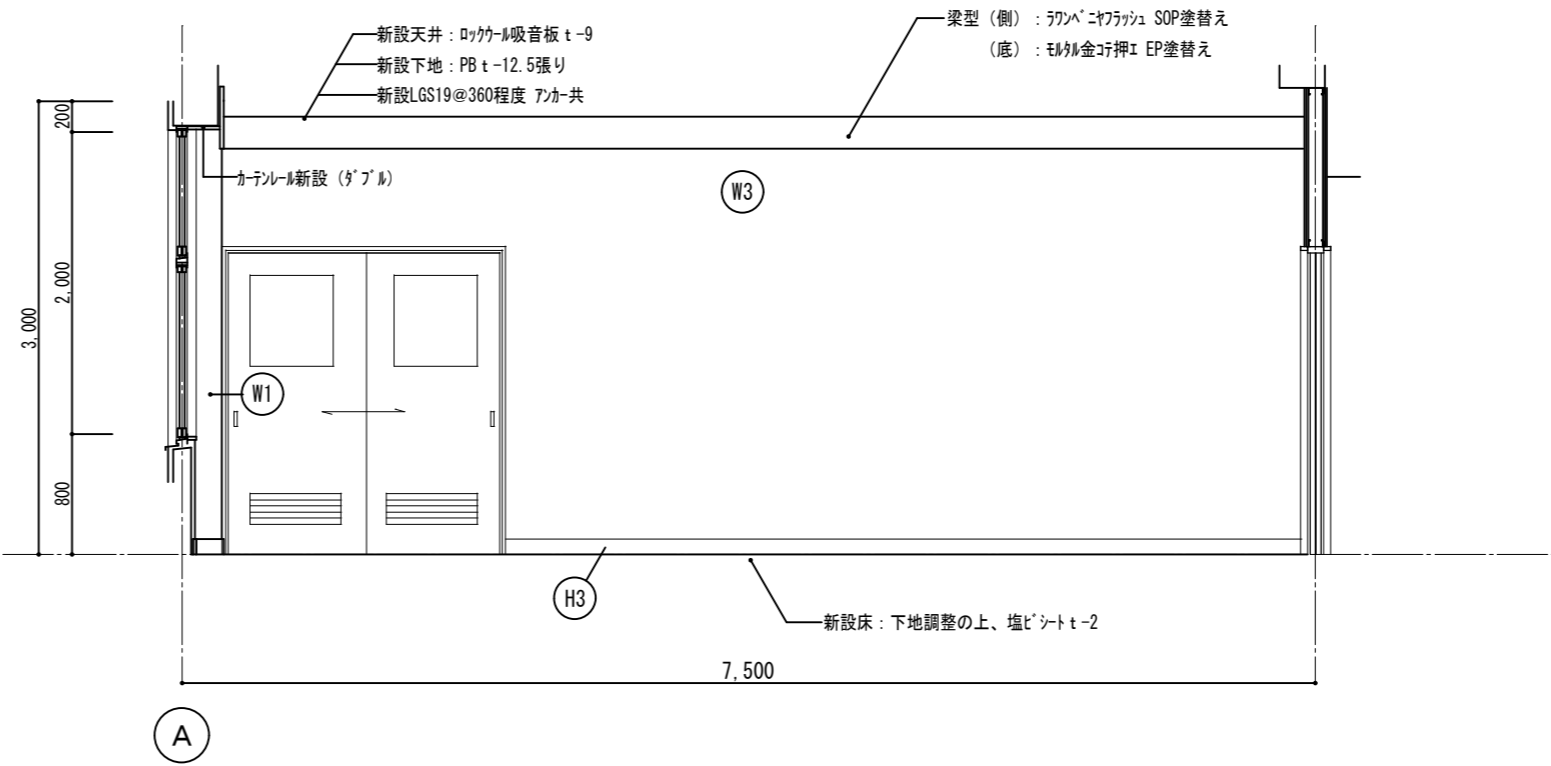 新設天井：ﾛｯｸｳｰﾙ吸音板ｔ-9
新設下地：PBｔ-12.5張り
新設LGS19@360程度 ｱﾝｶｰ共
梁型（側）：ﾗﾜﾝﾍﾞﾆﾔﾌﾗｯｼｭ SOP塗替え
（底）：ﾓﾙﾀﾙ金ｺﾃ押ｴ EP塗替え
ｶｰﾃﾝﾚｰﾙ新設（ﾀﾞﾌﾞﾙ）
W3
200
2,000
3,000
800
W1
H3
新設床：下地調整の上、塩ﾋﾞｼｰﾄｔ-2
7,500
A